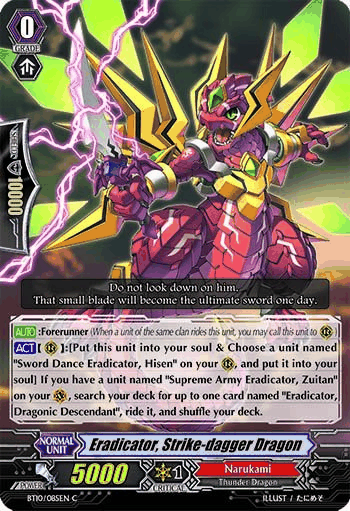 0
GRADE
SHIELD
10000
Do not look down on him.
That small blade will become the ultimate sword one day.
AUTO :Forerunner (When a unit of the same clan rides this unit, you may call this unit to RC)
ACT [RC]:[Put this unit into your soul & Choose a unit named
"Sword Dance Eradicator, Hisen" on your RC, and put it into your
soul] If you have a unit named "Supreme Army Eradicator, Zuitan"
on your VC, search your deck for up to one card named "Eradicator,
Dragonic Descendant", ride it, and shuffle your deck.
NORMAL
UNIT
Eradicator, Strike-dagger Dragon
POWER
5000
1
CRITICAL
Narukami
Thunder Dragon
BT10/085EN C
ILLUST / たにめそ